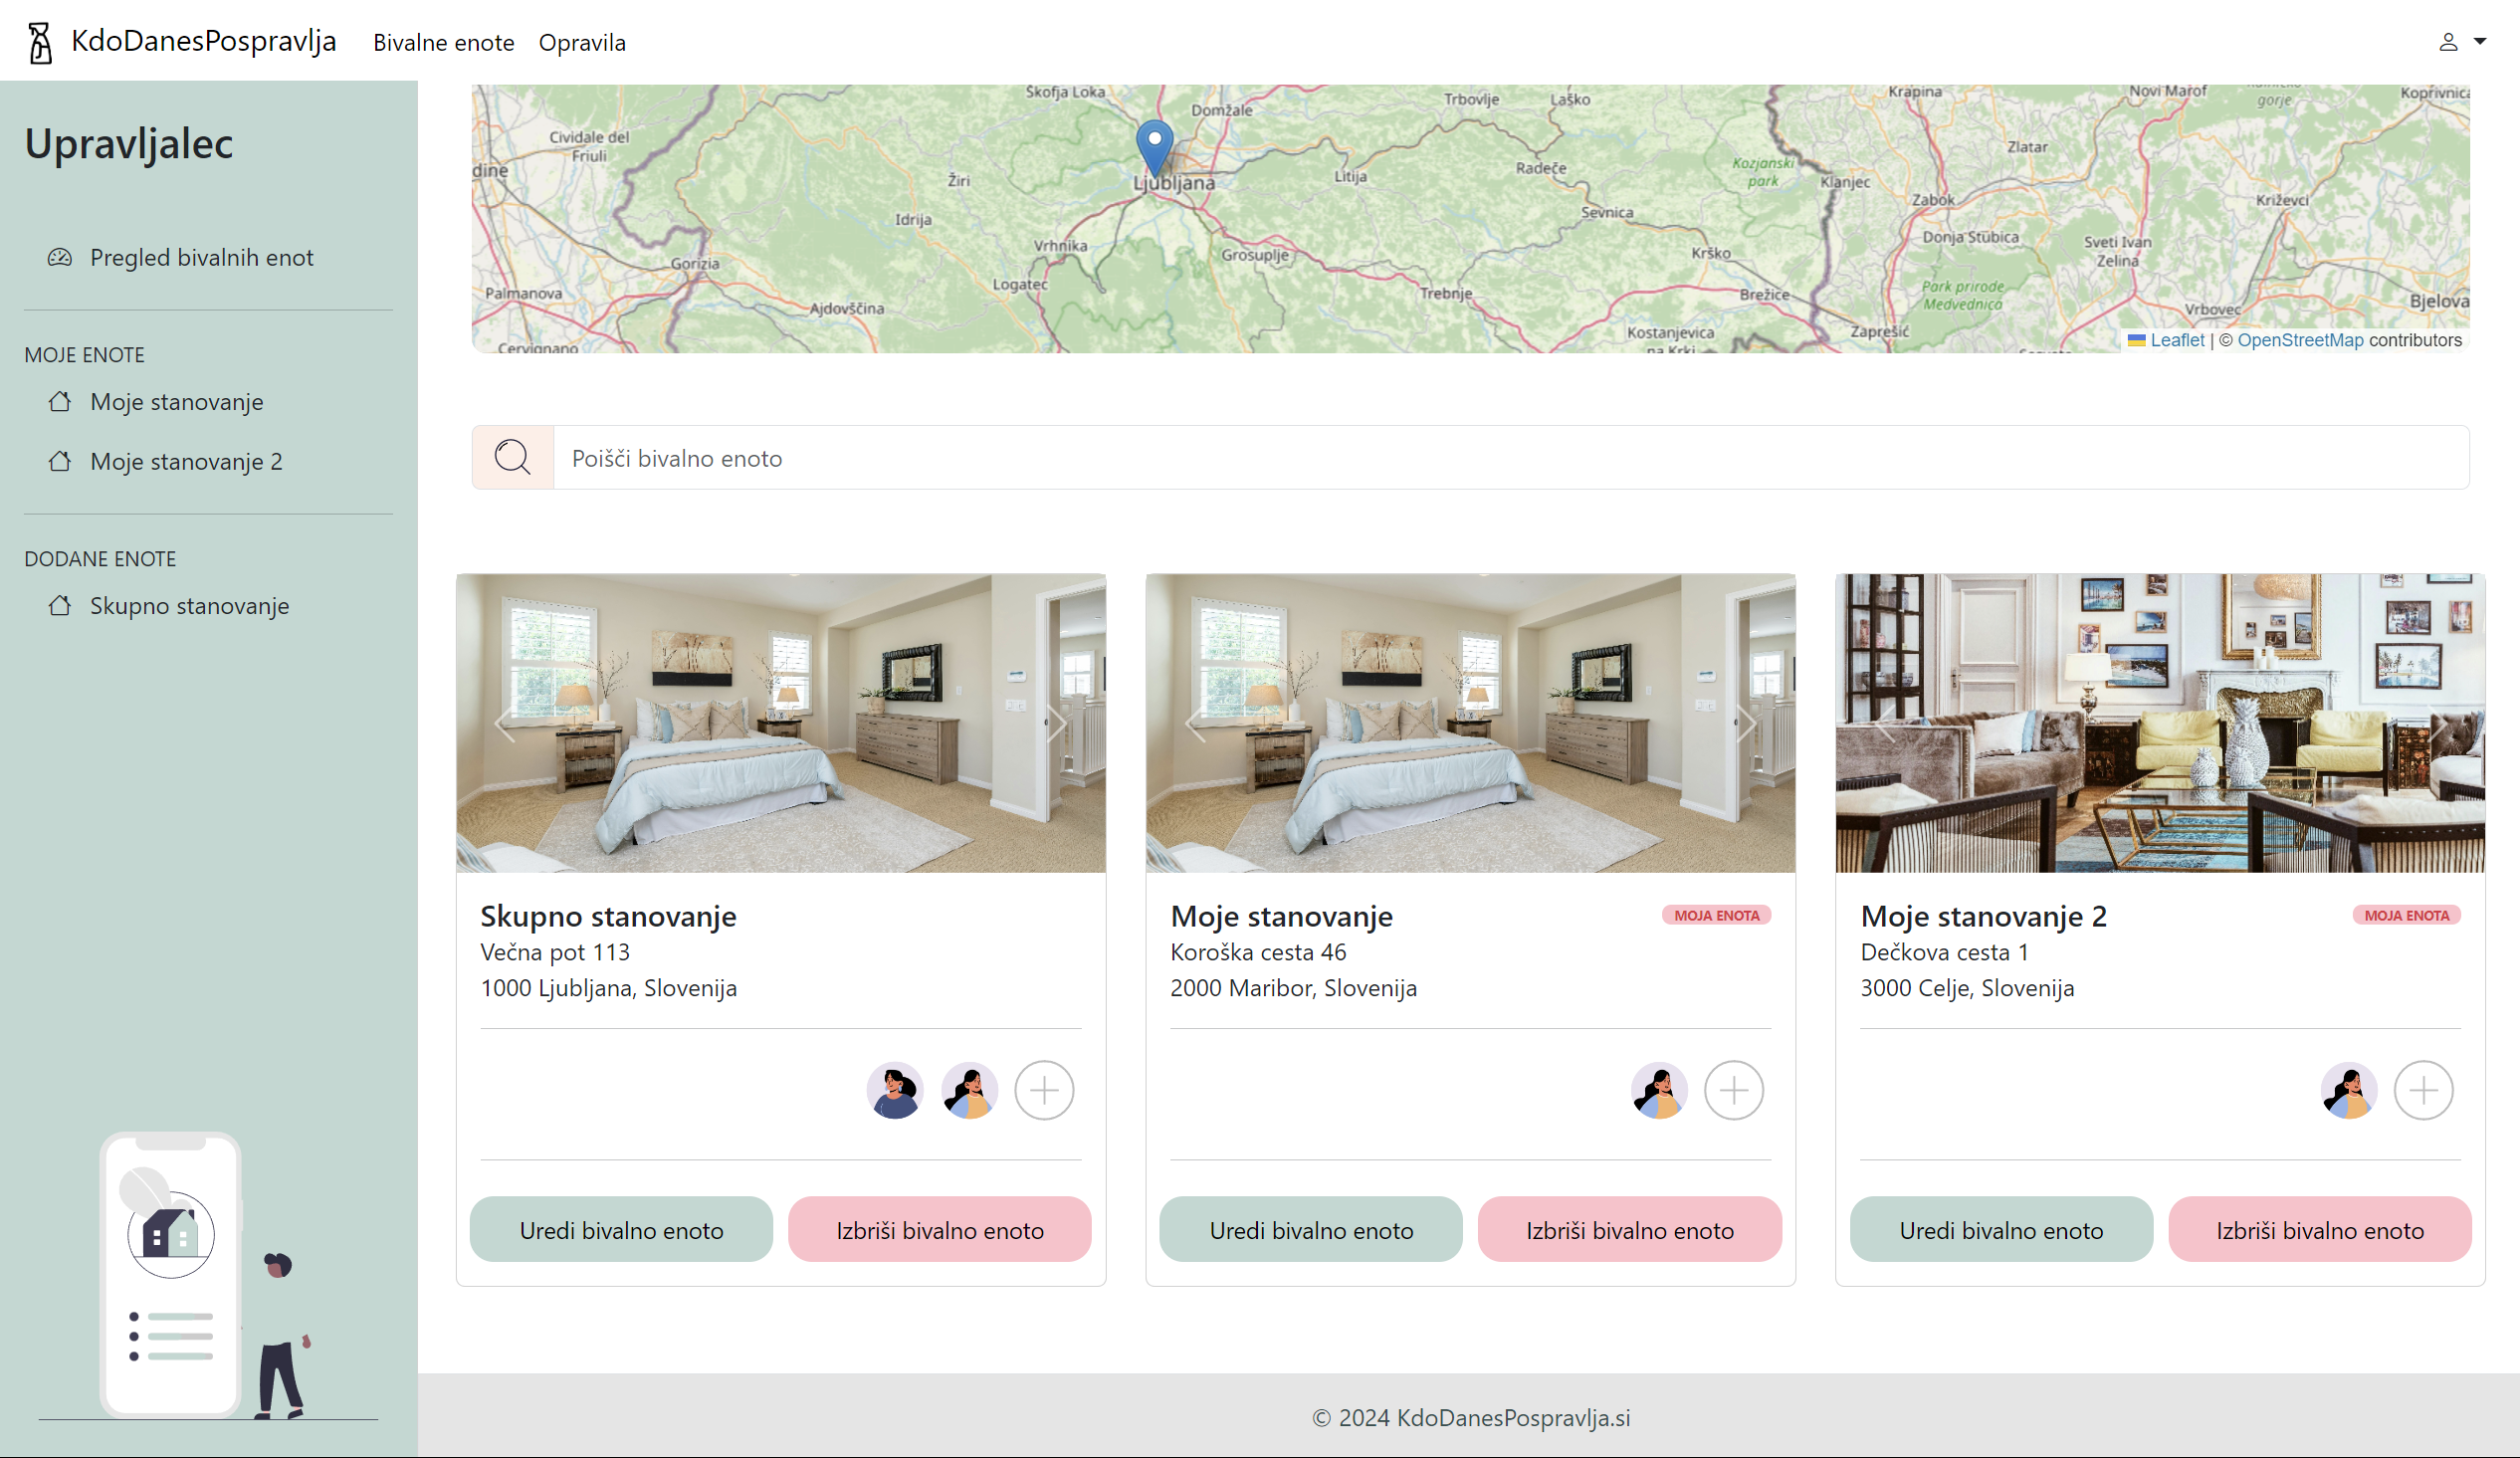 KdoDanesPospravlja
Bivalne enote
Opravila
Upravljalec
Pregled bivalnih enot
MOJE ENOTE
Moje stanovanje
Moje stanovanje 2
DODANE ENOTE
Skupno stanovanje
Škofja Loka
Domžale
Trbovlje
Laško
Krapina
Novi Marof
gorje
Koprivnica
Cividale del
Friuli
dine
Žiri
Ljubljana
Litija
Radeče
Kozjanski
park
Klanjec
Zlatar
Zabok
Križevci
Idrija
Sevnica
Vrhnika
Grosuplje
Krško
Donja Stubica
Sveti Ivan
Zelina
Gorizia
Logatec
Trebnje
Brežice
Park prirode
Medvednica
Palmanova
Ajdovščina
Kostanjevica
na Krki
Zaprešić
Vrbovec
Bjelova
Cervignano
Leaflet | © OpenStreetMap contributors
Poišči bivalno enoto
Skupno stanovanje
Večna pot 113
1000 Ljubljana, Slovenija
Uredi bivalno enoto
Izbriši bivalno enoto
Moje stanovanje
MOJA ENOTA
Koroška cesta 46
2000 Maribor, Slovenija
Uredi bivalno enoto
Izbriši bivalno enoto
Moje stanovanje 2
MOJA ENOTA
Dečkova cesta 1
3000 Celje, Slovenija
Uredi bivalno enoto
Izbriši bivalno enoto
© 2024 KdoDanesPospravlja.si